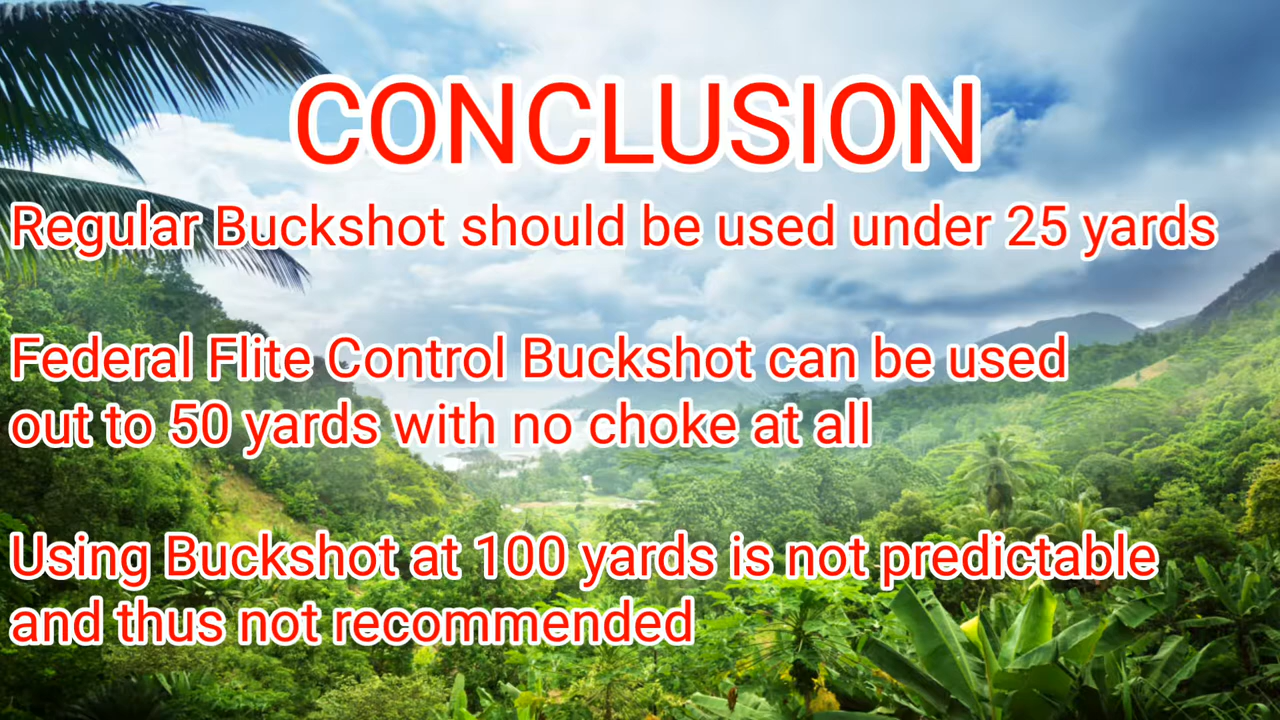 CONCLUSION
Regular Buckshot should be used under 25 yards
Federal Flite Control Buckshot can be used
out to 50 yards with no choke at all
Using Buckshot at 100 yards is not predictable
and thus not recommended